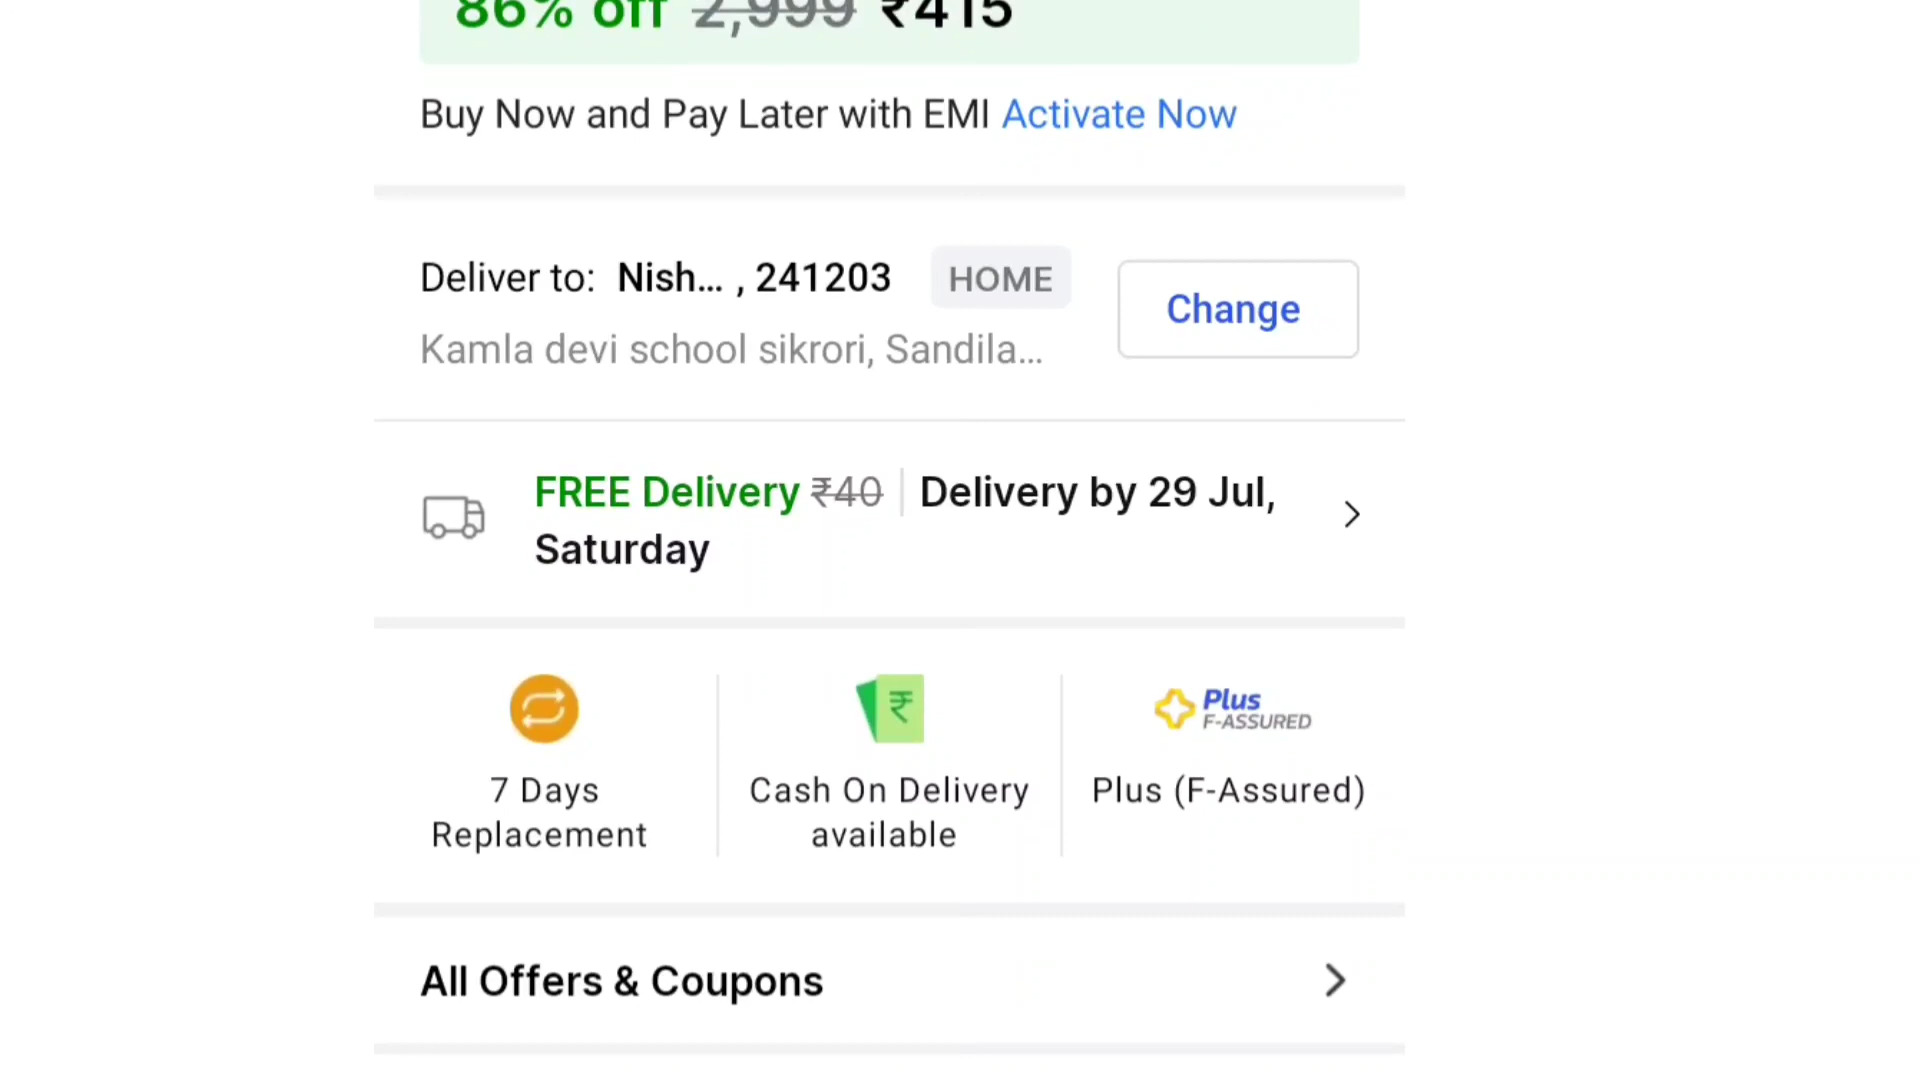 86% off 2,999 ₹415
Buy Now and Pay Later with EMI Activate Now
Deliver to: Nish... , 241203 HOME
Change
Kamla devi school sikrori, Sandila...
FREE Delivery ₹40 Delivery by 29 Jul,
Saturday
₹
Plus
F-ASSURED
7 Days
Replacement
Cash On Delivery
available
Plus (F-Assured)
All Offers & Coupons